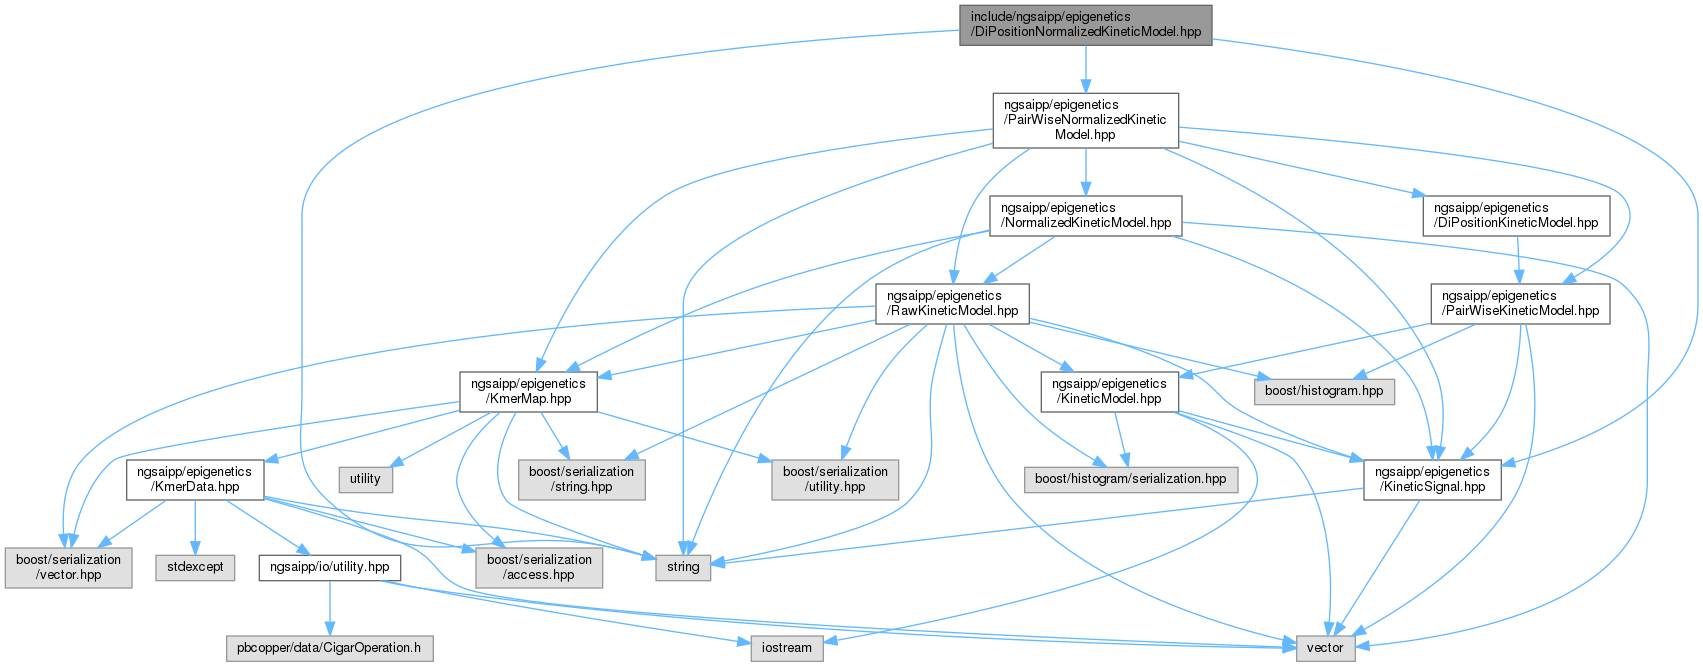 include/ngsaipp/epigenetics
/DiPositionNormalizedKineticModel.hpp
ngsaipp/epigenetics
/PairWiseNormalizedKinetic
Model.hpp
ngsaipp/epigenetics
/NormalizedKineticModel.hpp
ngsaipp/epigenetics
/DiPositionKineticModel.hpp
ngsaipp/epigenetics
/RawKineticModel.hpp
ngsaipp/epigenetics
/PairWiseKineticModel.hpp
ngsaipp/epigenetics
/KmerMap.hpp
ngsaipp/epigenetics
/KineticModel.hpp
boost/histogram.hpp
ngsaipp/epigenetics
/KmerData.hpp
utility
boost/serialization
/string.hpp
boost/serialization
/utility.hpp
boost/histogram/serialization.hpp
ngsaipp/epigenetics
/KineticSignal.hpp
boost/serialization
/vector.hpp
stdexcept
ngsaipp/io/utility.hpp
boost/serialization
/access.hpp
string
pbcopper/data/CigarOperation.h
iostream
vector